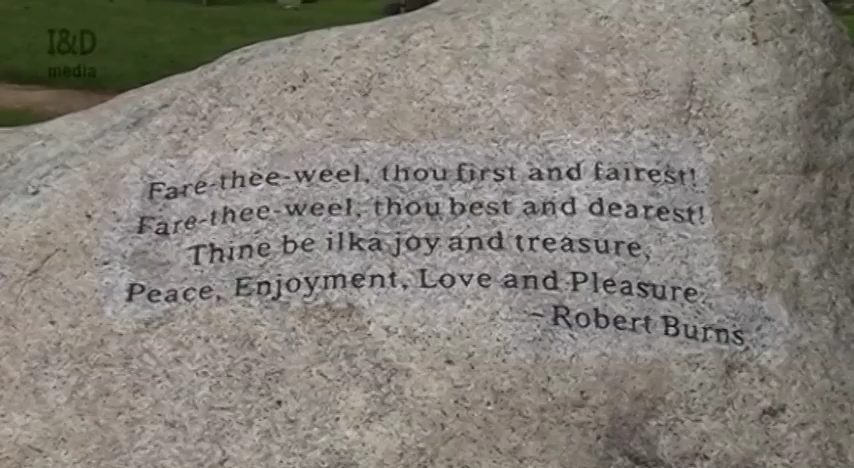 I&D
media
Fare-thee-weel, thou first and fairest!
Fare-thee-weel, thou best and dearest!
Thine be ilka joy and treasure,
Peace, Enjoyment, Love and Pleasure.
– Robert Burns